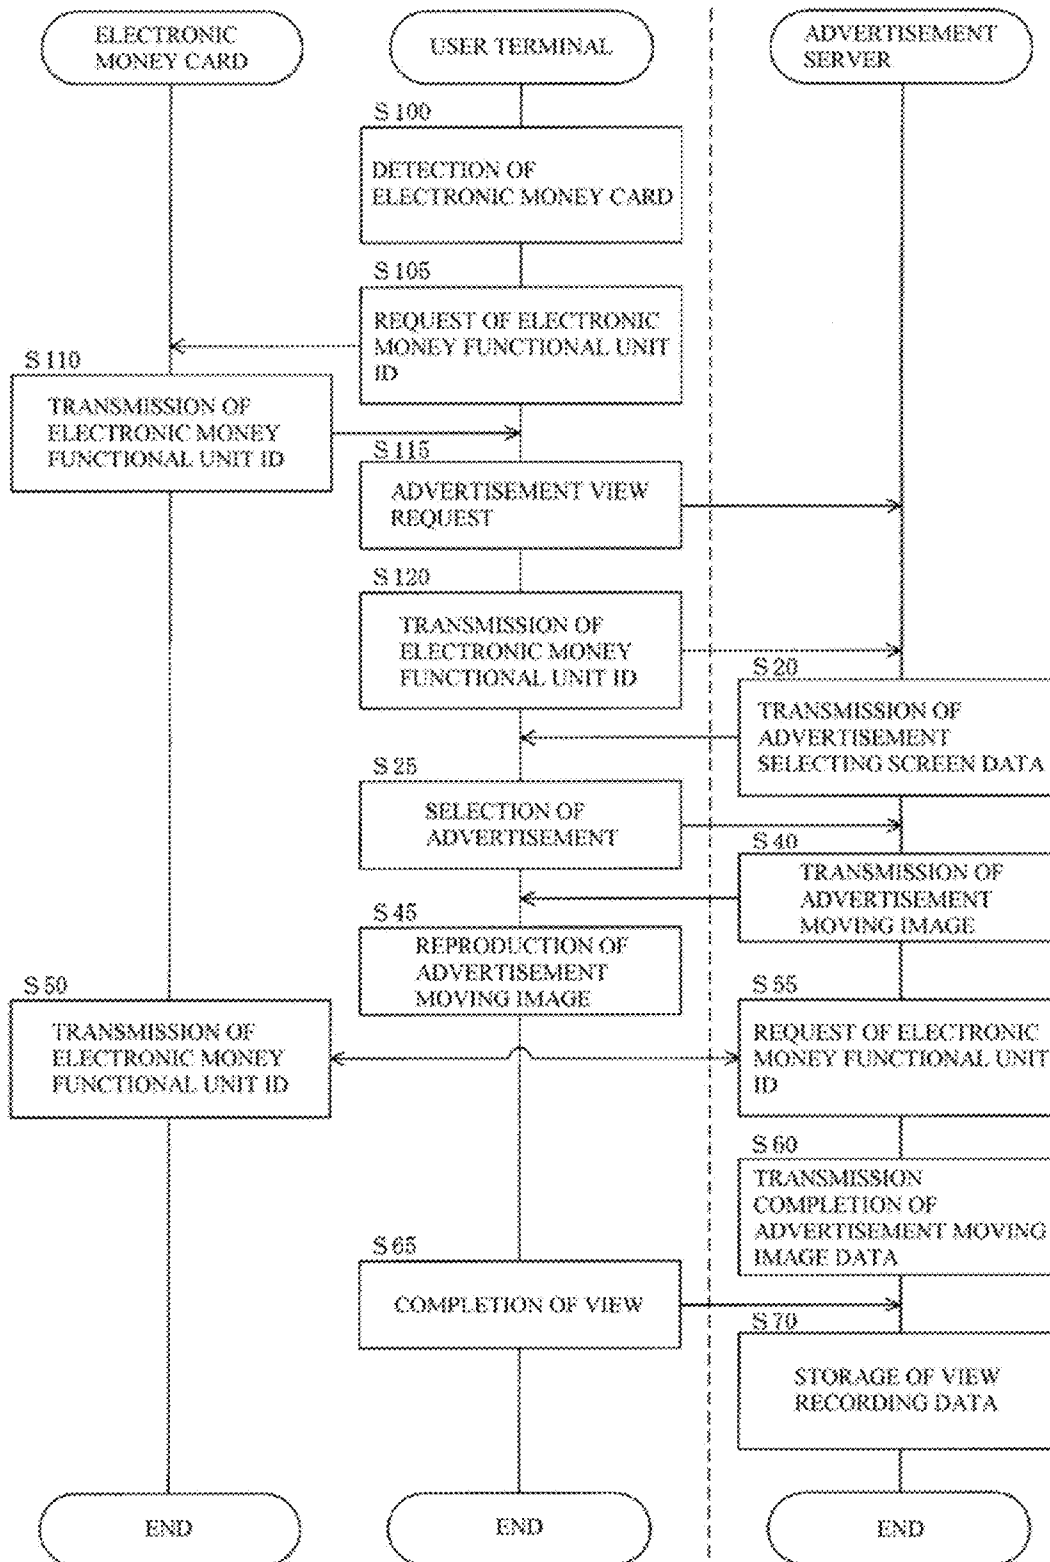 ELECTRONIC
MONEY CARD
USER TERMINAL
ADVERTISEMENT
SERVER
S 100
DETECTION OF
ELECTRONIC MONEY CARD
S 105
REQUEST OF ELECTRONIC
MONEY FUNCTIONAL UNIT
ID
S 110
TRANSMISSION OF
ELECTRONIC MONEY
FUNCTIONAL UNIT ID
S 115
ADVERTISEMENT VIEW
REQUEST
S 120
TRANSMISSION OF
ELECTRONIC MONEY
FUNCTIONAL UNIT ID
S 20
TRANSMISSION OF
ADVERTISEMENT
SELECTING SCREEN DATA
S 25
SELECTION OF
ADVERTISEMENT
S 40
TRANSMISSION OF
ADVERTISEMENT
MOVING IMAGE
S 45
REPRODUCTION OF
ADVERTISEMENT
MOVING IMAGE
S 50
TRANSMISSION OF
ELECTRONIC MONEY
FUNCTIONAL UNIT ID
S 55
REQUEST OF ELECTRONIC
MONEY FUNCTIONAL UNIT
ID
S 60
TRANSMISSION
COMPLETION OF
ADVERTISEMENT MOVING
IMAGE DATA
S 65
COMPLETION OF VIEW
S 70
STORAGE OF VIEW
RECORDING DATA
END
END
END